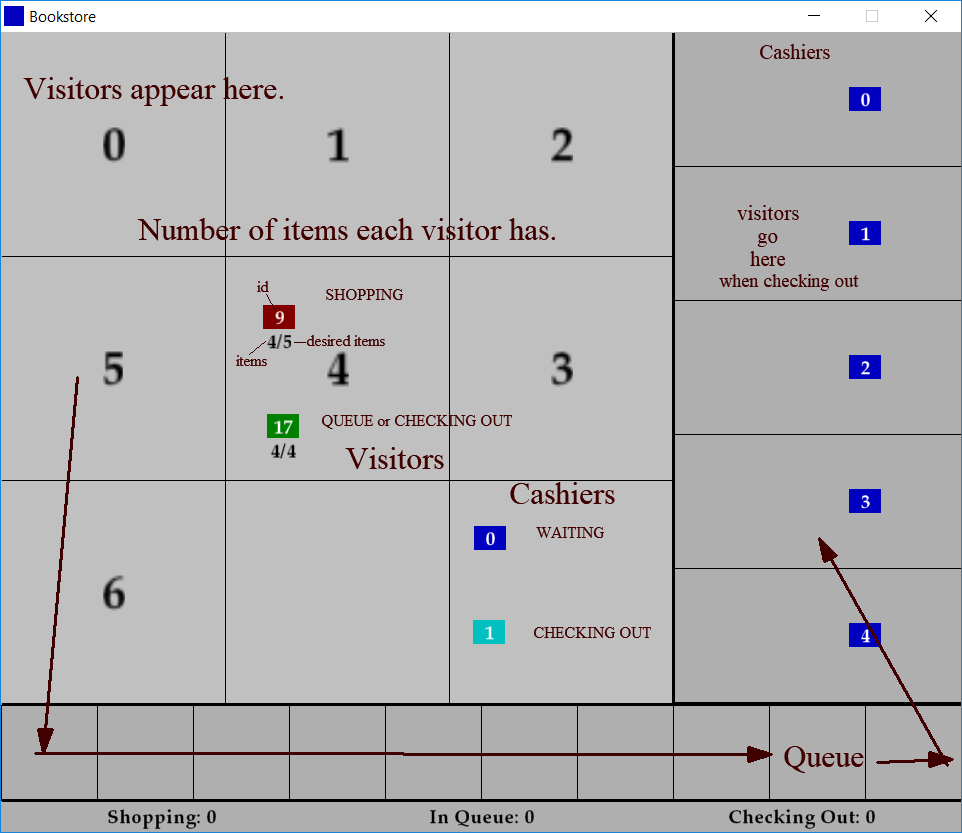 Bookstore
Visitors appear here.
0
1
2
Number of items each visitor has.
Cashiers
0
visitors
go
here
when checking out
1
2
3
4
5
id
9
SHOPPING
4/5
desired items
items
4
3
17
QUEUE or CHECKING OUT
4/4
Visitors
6
Cashiers
0
WAITING
1
CHECKING OUT
Queue
Shopping: 0
In Queue: 0
Checking Out: 0